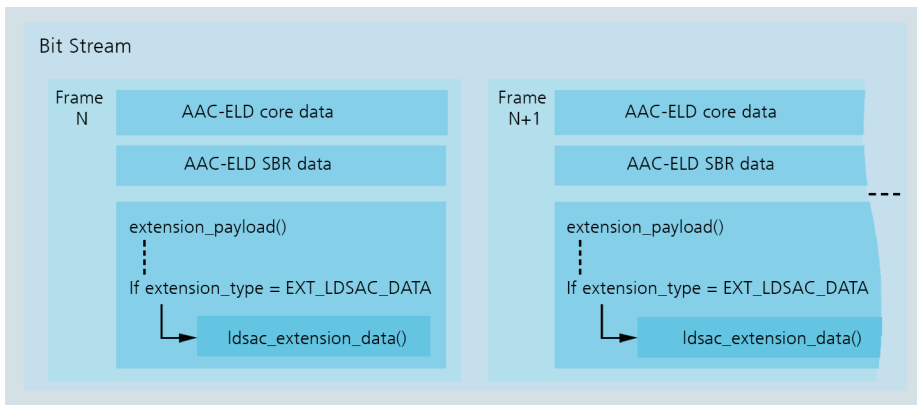 Bit Stream
Frame
N
AAC-ELD core data
AAC-ELD SBR data
extension_payload()
If extension_type = EXT_LDSAC_DATA
ldsac_extension_data()
Frame
N+1
AAC-ELD core data
AAC-ELD SBR data
extension_payload()
If extension_type = EXT_LDSAC_DATA
ldsac_extension_data()